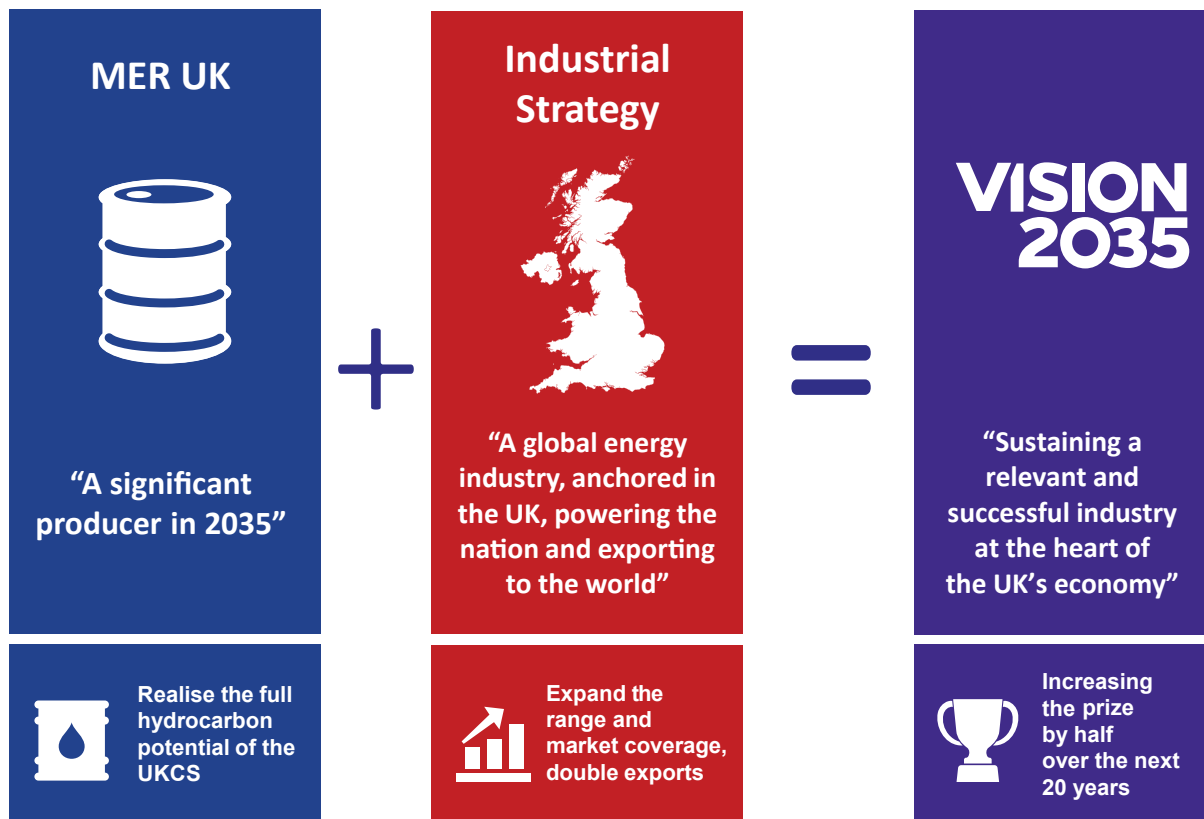 MER UK
“A significant
producer in 2035”
Realise the full
hydrocarbon
potential of the
UKCS
+
Industrial
Strategy
“A global energy
industry, anchored in
the UK, powering the
nation and exporting
to the world”
Expand the
range and
market coverage,
double exports
=
VISION
2035
“Sustaining a
relevant and
successful industry
at the heart of
the UK’s economy”
Increasing
the prize
by half
over the next
20 years